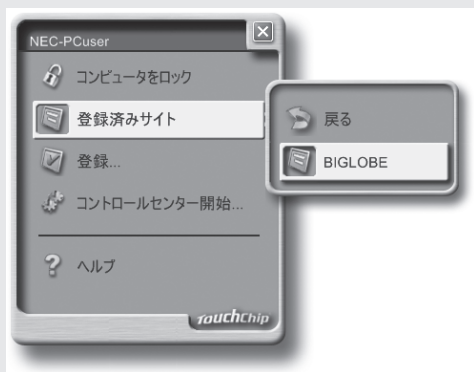 NEC-PCuser
コンピュータをロック
登録済みサイト
登録...
コントロールセンター開始...
ヘルプ
TouchChip
戻る
BIGLOBE